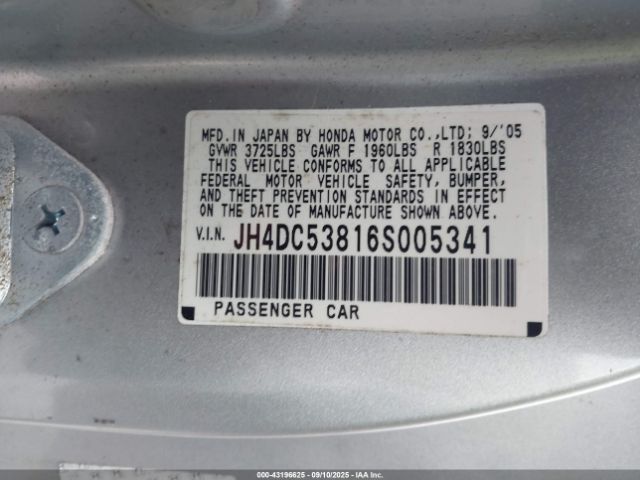 MFD. IN JAPAN BY HONDA MOTOR CO., LTD; 9/'05
GVWR 3725LBS GAWR F 1960LBS R 1830LBS
THIS VEHICLE CONFORMS TO ALL APPLICABLE
FEDERAL MOTOR VEHICLE SAFETY, BUMPER,
AND THEFT PREVENTION STANDARDS IN EFFECT
ON THE DATE OF MANUFACTURE SHOWN ABOVE.
V.I.N. JH4DC53816S005341
PASSENGER CAR
000-43196625 - 09/10/2025 - IAAI.COM